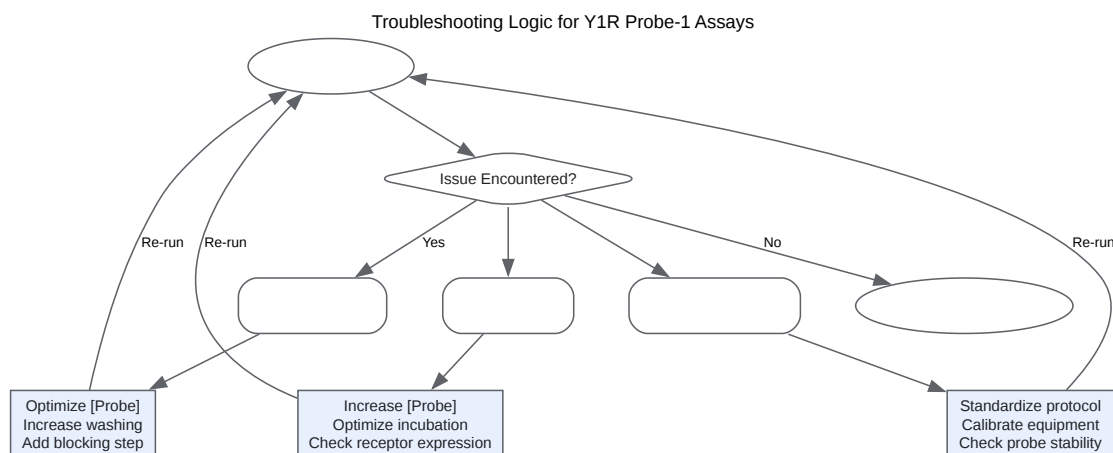 Troubleshooting Logic for Y1R Probe-1 Assays
Issue Encountered?
Re-run
Re-run
Yes
No
Re-run
Optimize [Probe]
Increase washing
Add blocking step
Increase [Probe]
Optimize incubation
Check receptor expression
Standardize protocol
Calibrate equipment
Check probe stability